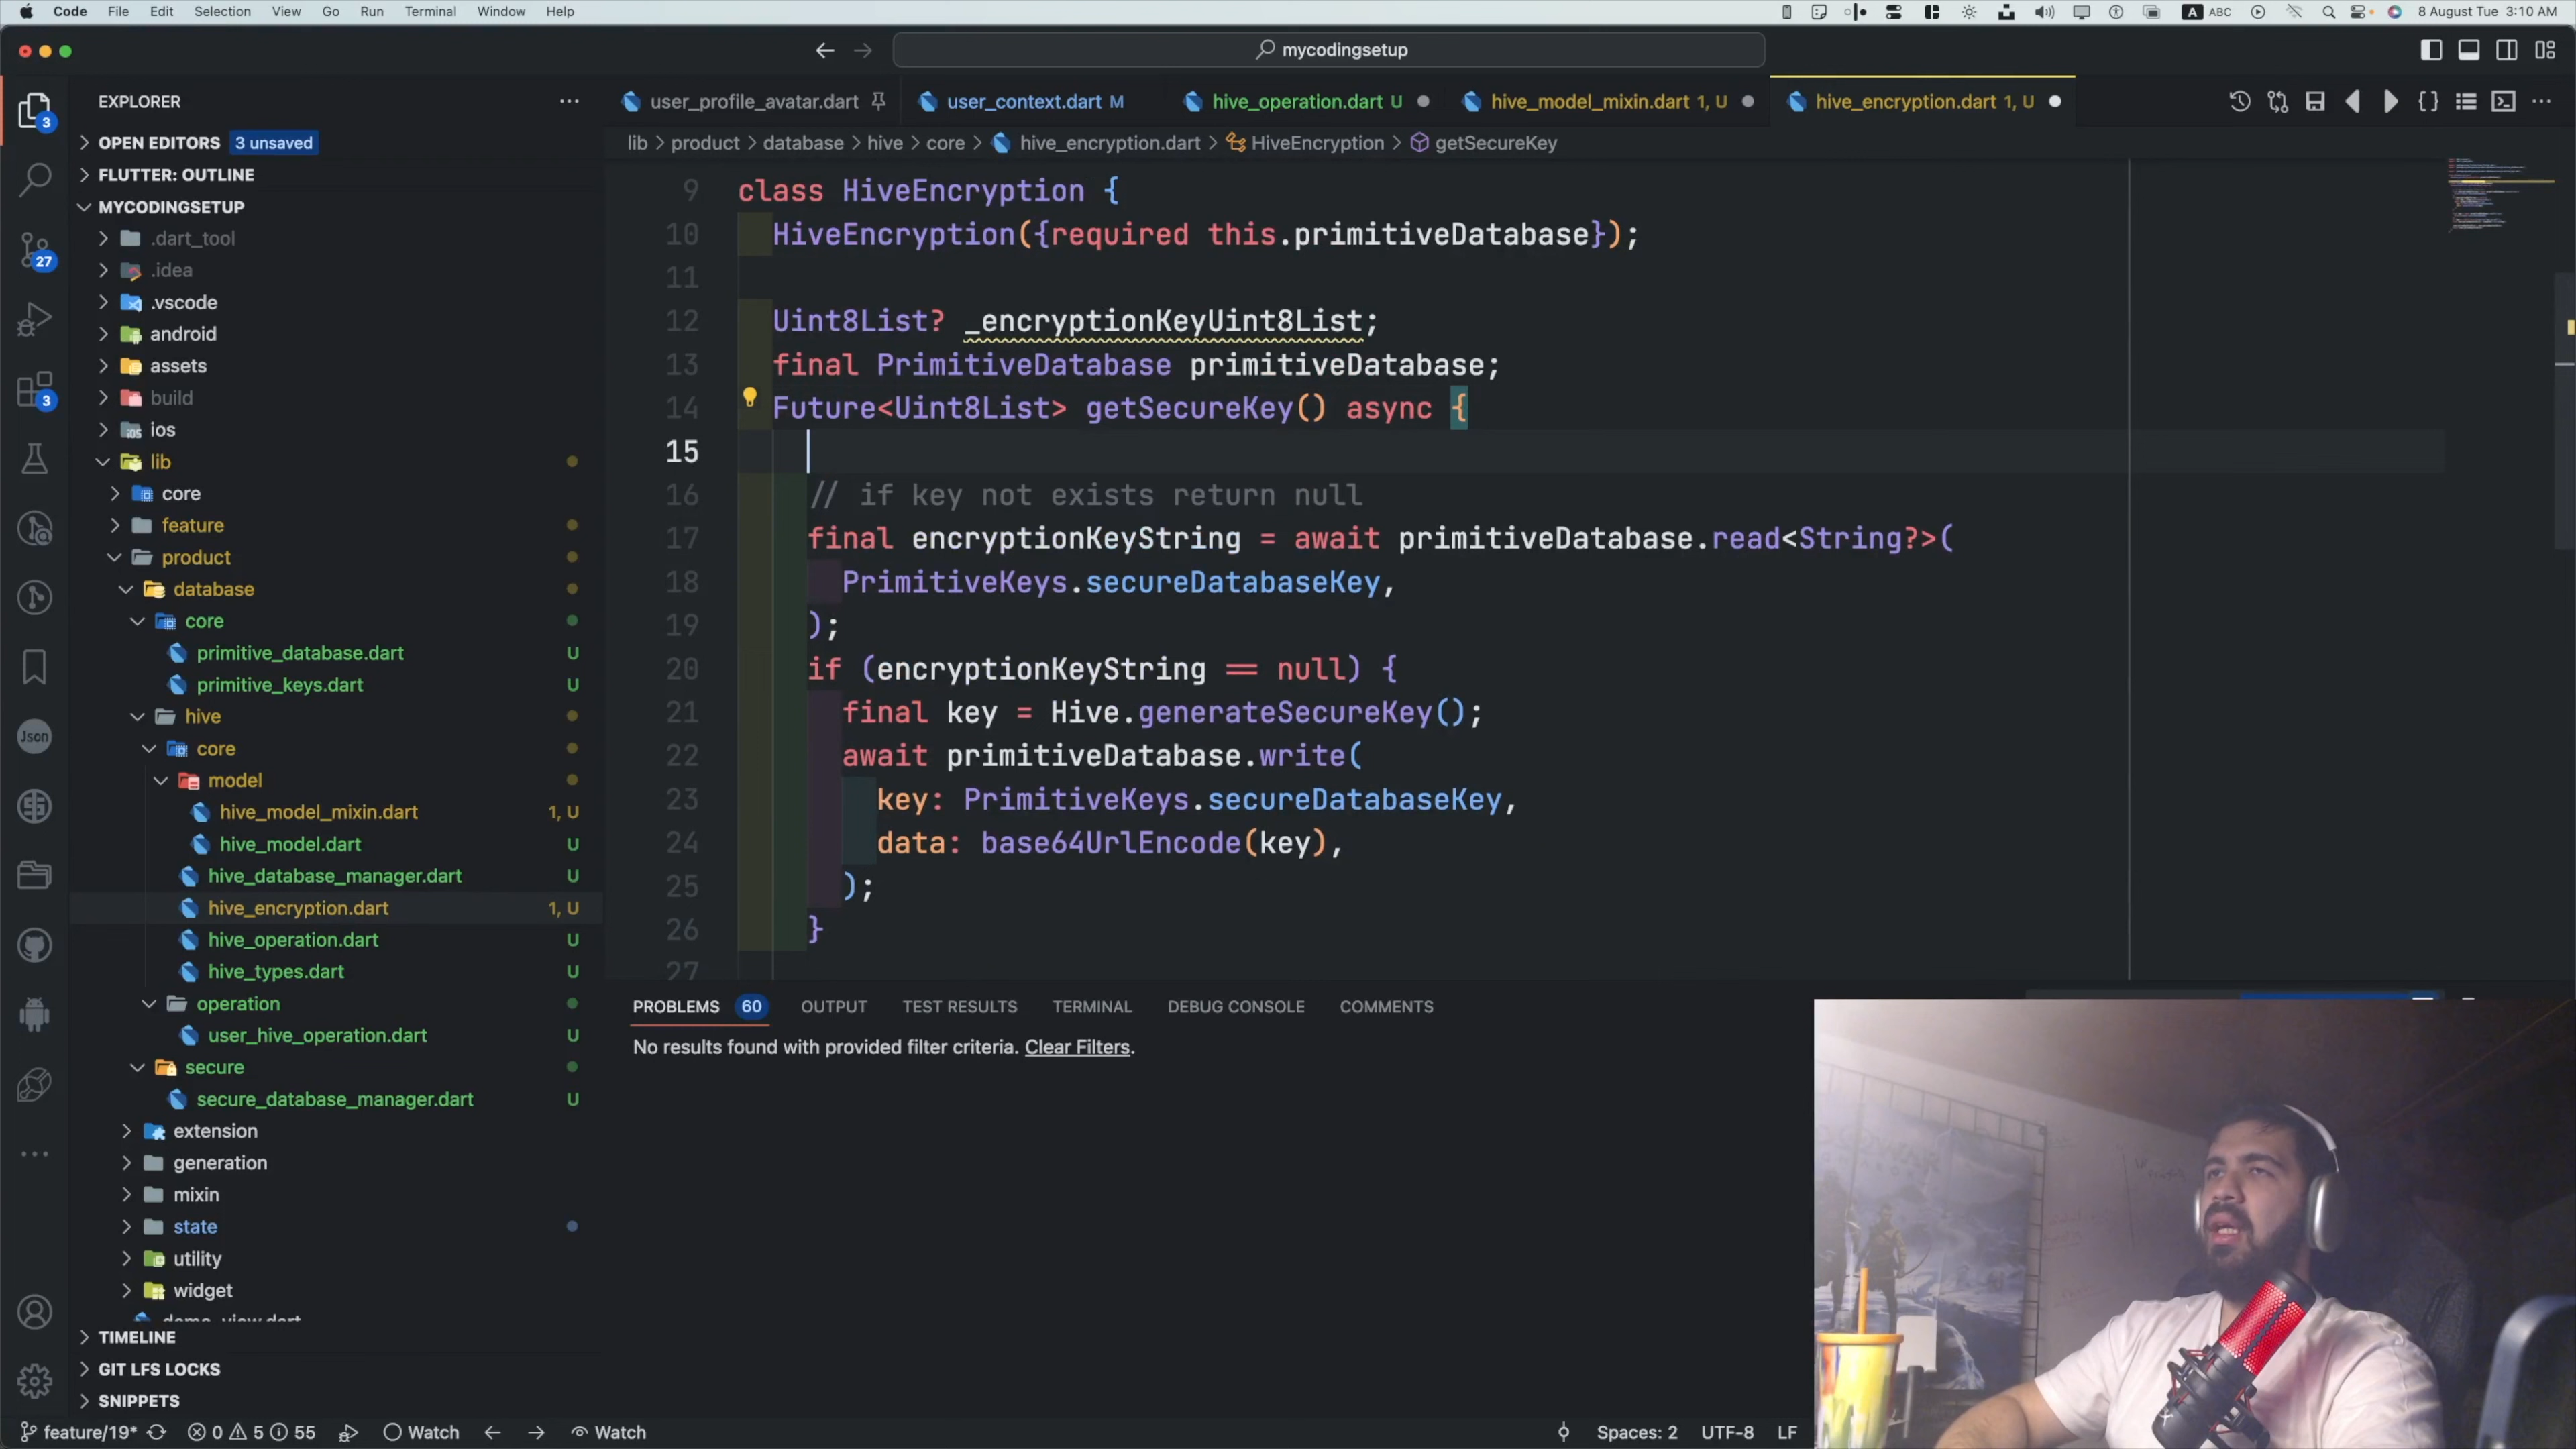 Code File Edit Selection View Go Run Terminal Window Help
A ABC 8 August Tue 3:10 AM
mycodingsetup
EXPLORER
3
OPEN EDITORS 3 unsaved
FLUTTER: OUTLINE
MYCODINGSETUP
.dart_tool
27
.idea
.vscode
android
assets
3
build
ios
lib
core
feature
product
database
core
primitive_database.dart U
primitive_keys.dart U
hive
Json
core
model
hive_model_mixin.dart 1, U
hive_model.dart U
hive_database_manager.dart U
hive_encryption.dart 1, U
hive_operation.dart U
hive_types.dart U
operation
user_hive_operation.dart U
secure
secure_database_manager.dart U
extension
generation
mixin
state
utility
widget
demo_view.dart
TIMELINE
GIT LFS LOCKS
SNIPPETS
user_profile_avatar.dart user_context.dart M hive_operation.dart U hive_model_mixin.dart 1, U hive_encryption.dart 1, U
lib > product > database > hive > core > hive_encryption.dart > HiveEncryption > getSecureKey
9 class HiveEncryption {
10 HiveEncryption({required this.primitiveDatabase});
11
12 Uint8List? _encryptionKeyUint8List;
13 final PrimitiveDatabase primitiveDatabase;
14 Future<Uint8List> getSecureKey() async {
15
16 // if key not exists return null
17 final encryptionKeyString = await primitiveDatabase.read<String?>(
18 PrimitiveKeys.secureDatabaseKey,
19 );
20 if (encryptionKeyString == null) {
21 final key = Hive.generateSecureKey();
22 await primitiveDatabase.write(
23 key: PrimitiveKeys.secureDatabaseKey,
24 data: base64UrlEncode(key),
25 );
26 }
27
PROBLEMS 60 OUTPUT TEST RESULTS TERMINAL DEBUG CONSOLE COMMENTS
No results found with provided filter criteria. Clear Filters.
feature/19* 0 5 55 Watch Watch Spaces: 2 UTF-8 LF